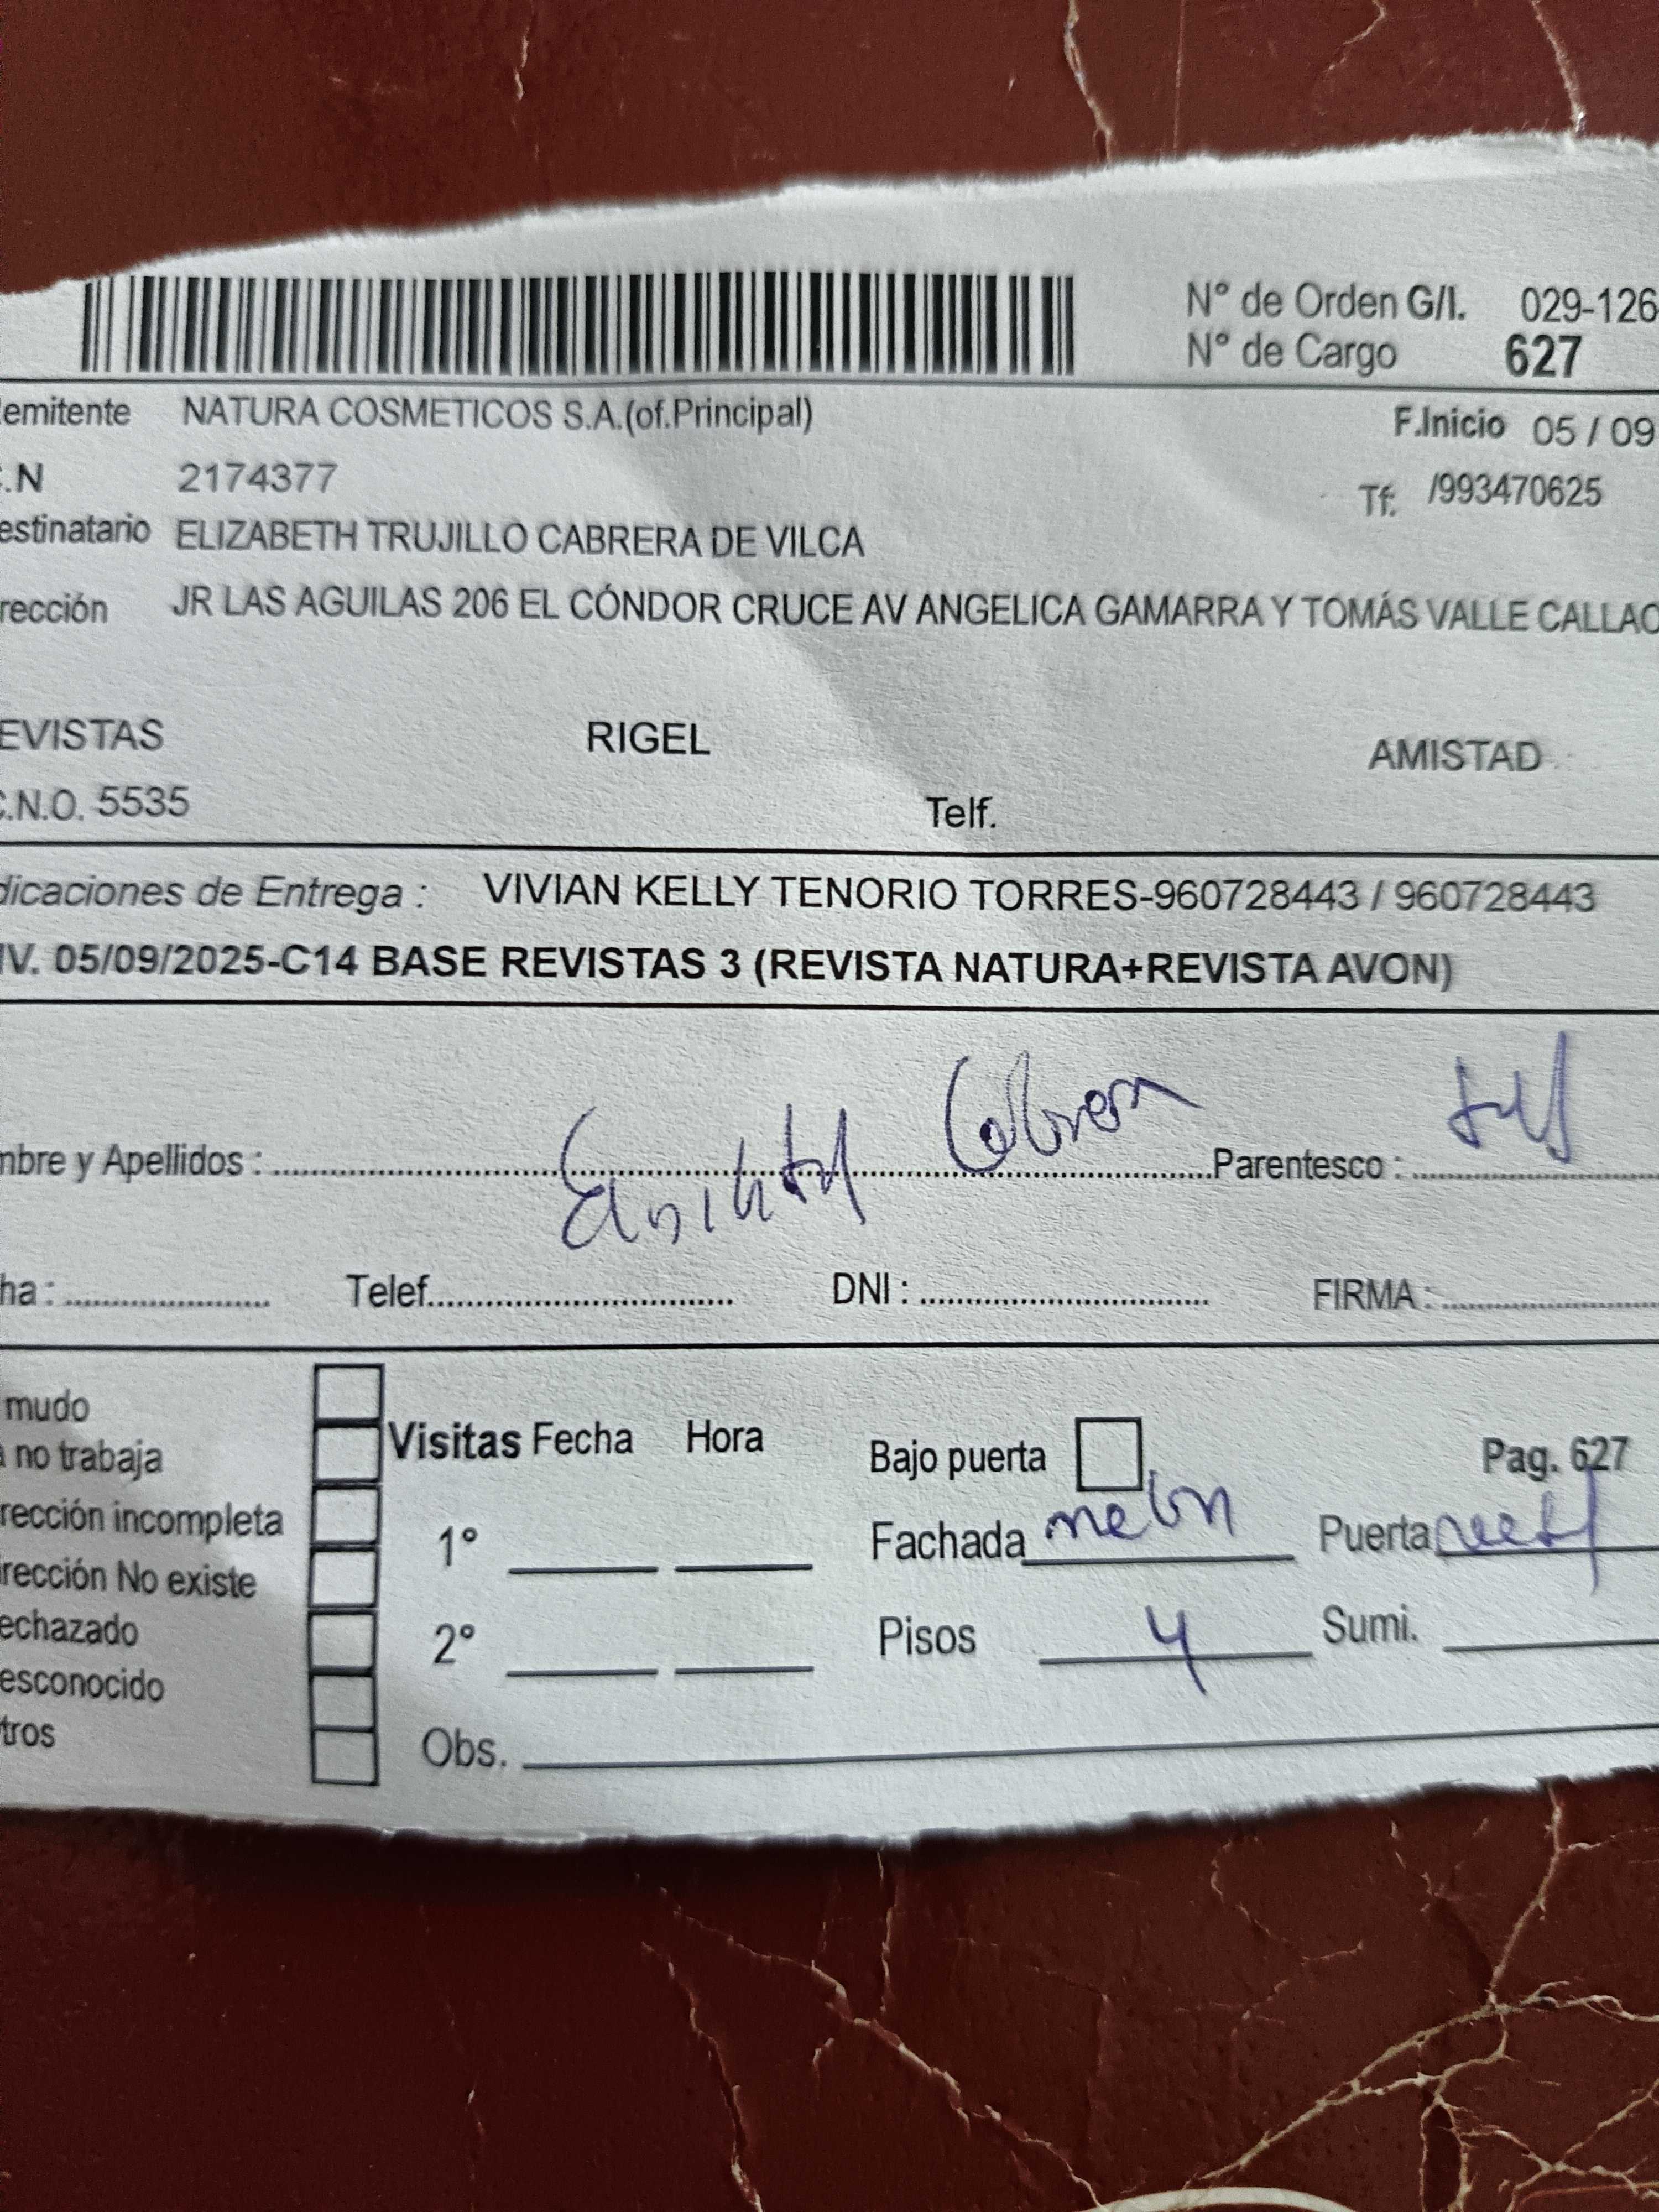 N° de Orden G/I. 029-126
N° de Cargo 627
emitente NATURA COSMETICOS S.A.(of.Principal) F.Inicio 05 / 09
.N 2174377 Tf: /993470625
estinatario ELIZABETH TRUJILLO CABRERA DE VILCA
rección JR LAS AGUILAS 206 EL CÓNDOR CRUCE AV ANGELICA GAMARRA Y TOMÁS VALLE CALLAO
EVISTAS RIGEL AMISTAD
.N.O. 5535 Telf.
dicaciones de Entrega : VIVIAN KELLY TENORIO TORRES-960728443 / 960728443
IV. 05/09/2025-C14 BASE REVISTAS 3 (REVISTA NATURA+REVISTA AVON)
mbre y Apellidos : Cabrera Parentesco :
ha : Telef. DNI : FIRMA :
mudo
a no trabaja Visitas Fecha Hora Bajo puerta Pag. 627
rección incompleta 1° Fachada Puerta
irección No existe
echazado 2° Pisos 4 Sumi.
esconocido
tros Obs.